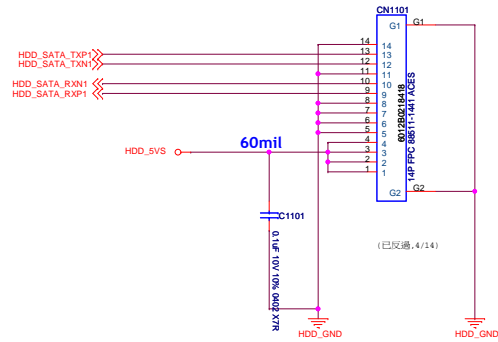 CN1101
G1 G1
14 14
HDD_SATA_TXP1 13 13
HDD_SATA_TXN1 12 12
11 11
HDD_SATA_RXN1 10 10
HDD_SATA_RXP1 9 9
8 8
7 7
6 6
5 5
4 4
HDD_5VS 60mil 3 3
2 2
1 1
G2 G2
6012B0218418
14P FPC 88511-1441 ACES
C1101
0.1uF 10V 10% 0402 X7R
(已反過,4/14)
HDD_GND
HDD_GND